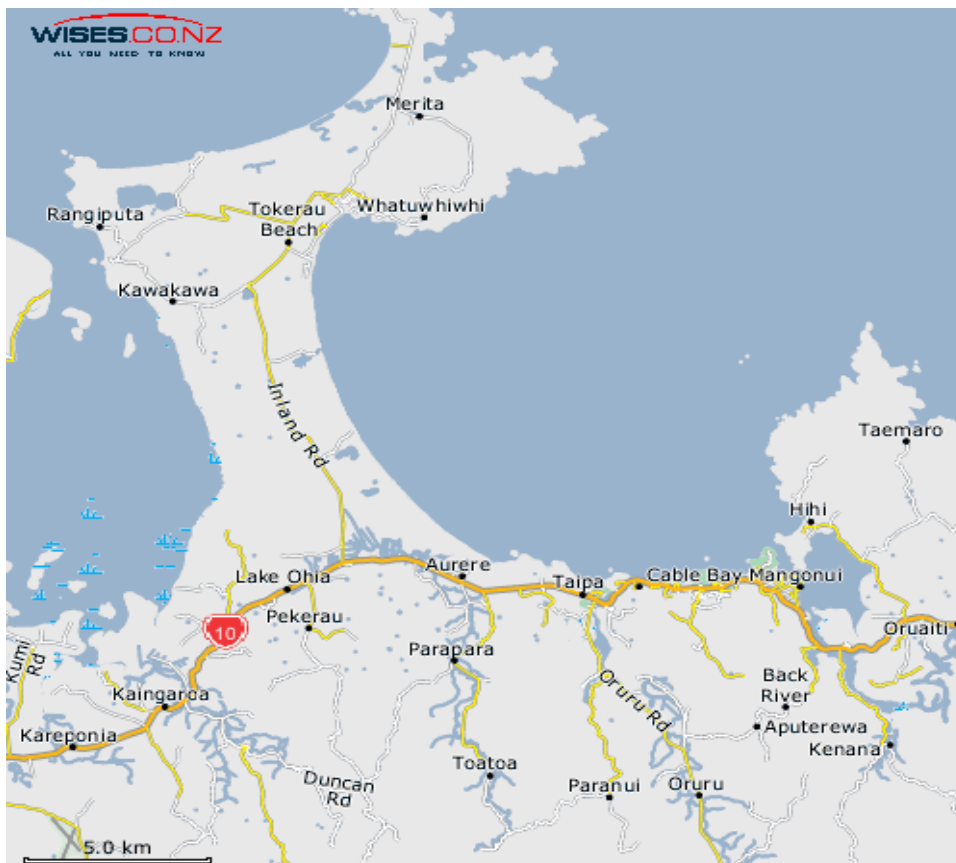 WISES.CO.NZ
ALL YOU NEED TO KNOW
Merita
Rangiputa
Tokerau
Beach
Whatuwhiwhi
Kawakawa
Inland Rd
Taemaro
Hihi
Lake Ohia
Aurere
Taipa
Cable Bay
Mangonui
10
Pekerau
Oruaiti
Kumi
Rd
Parapara
Kaingaroa
Oruru Rd
Back
River
Aputerewa
Kareponia
Kenana
Toatoa
Duncan
Rd
Paranui
Oruru
5.0 km